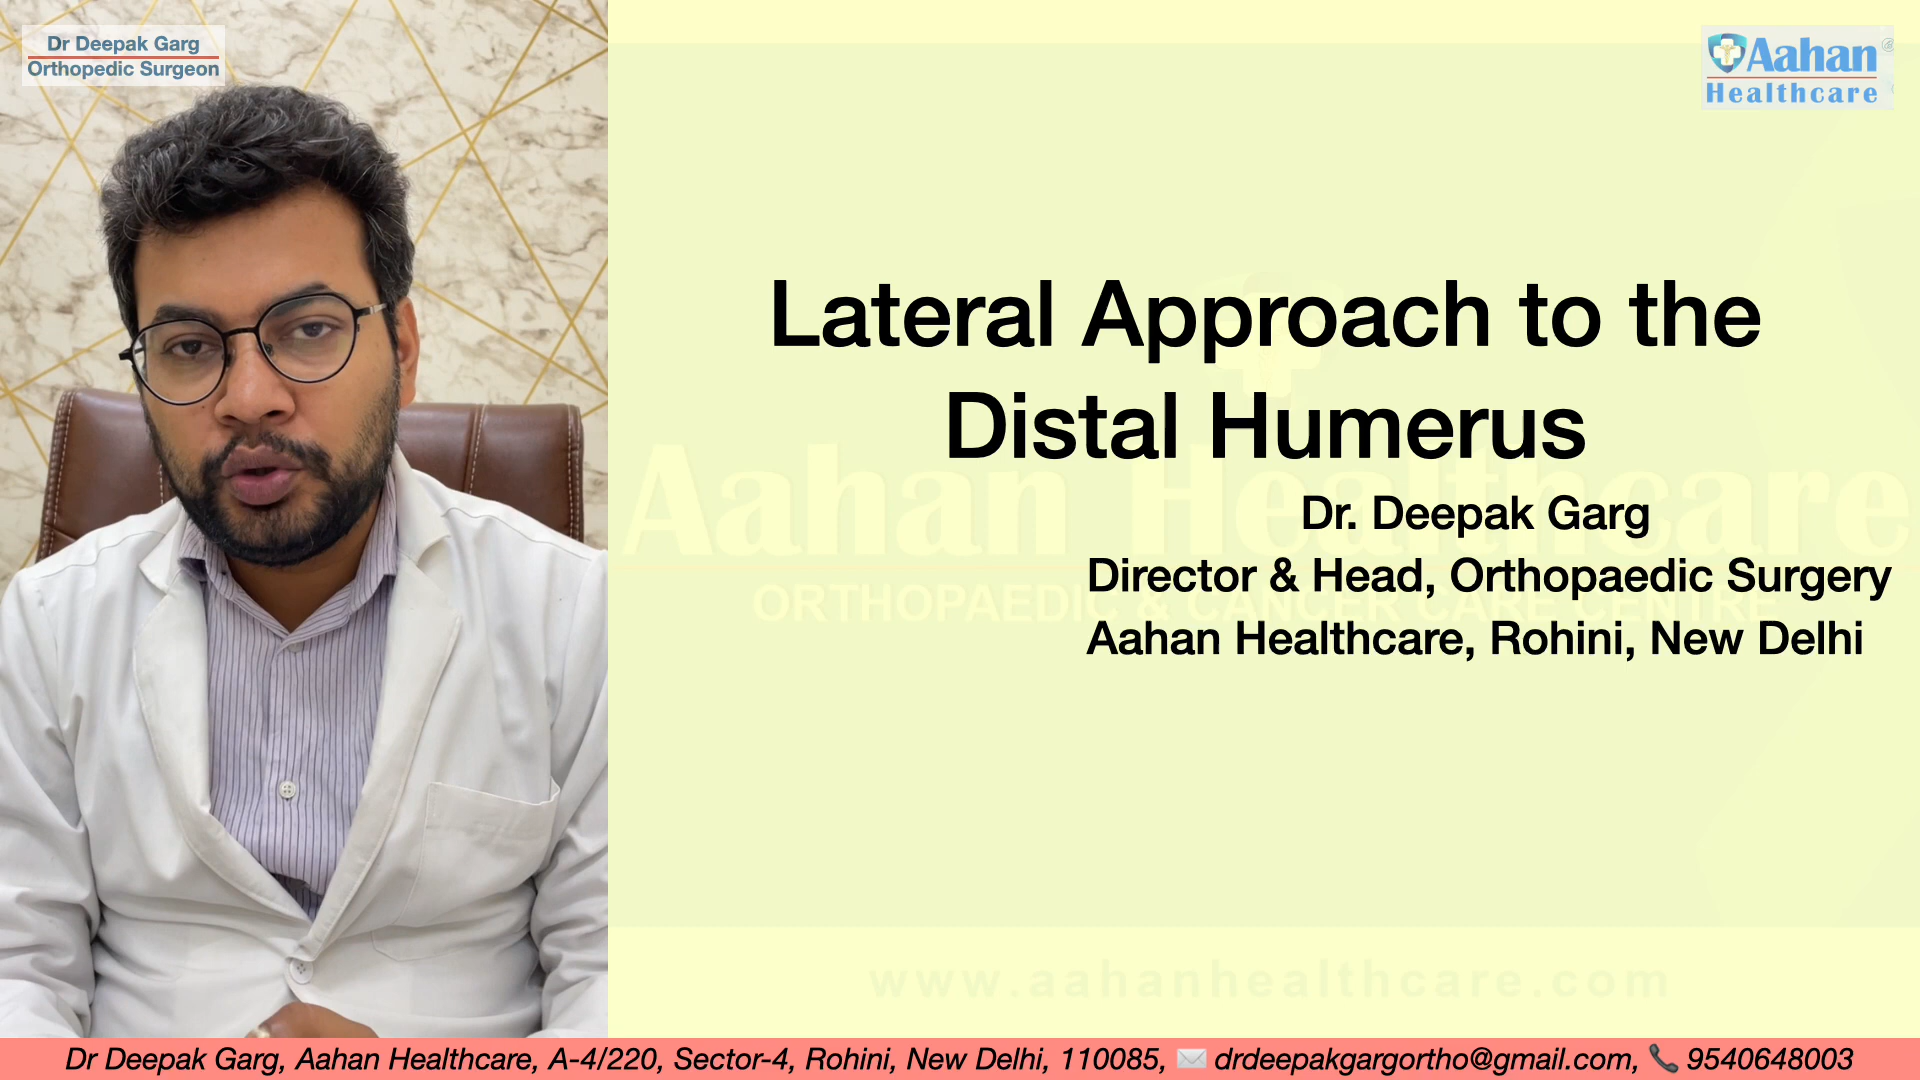 Dr Deepak Garg
Orthopedic Surgeon
Aahan
Healthcare
Lateral Approach to the
Distal Humerus
Dr. Deepak Garg
Director & Head, Orthopaedic Surgery
Aahan Healthcare, Rohini, New Delhi
Aahan Healthcare
ORTHOPAEDIC & CANCER CARE CENTRE
www.aahanhealthcare.com
Dr Deepak Garg, Aahan Healthcare, A-4/220, Sector-4, Rohini, New Delhi, 110085, ✉️ drdeepakgargortho@gmail.com, 📞 9540648003